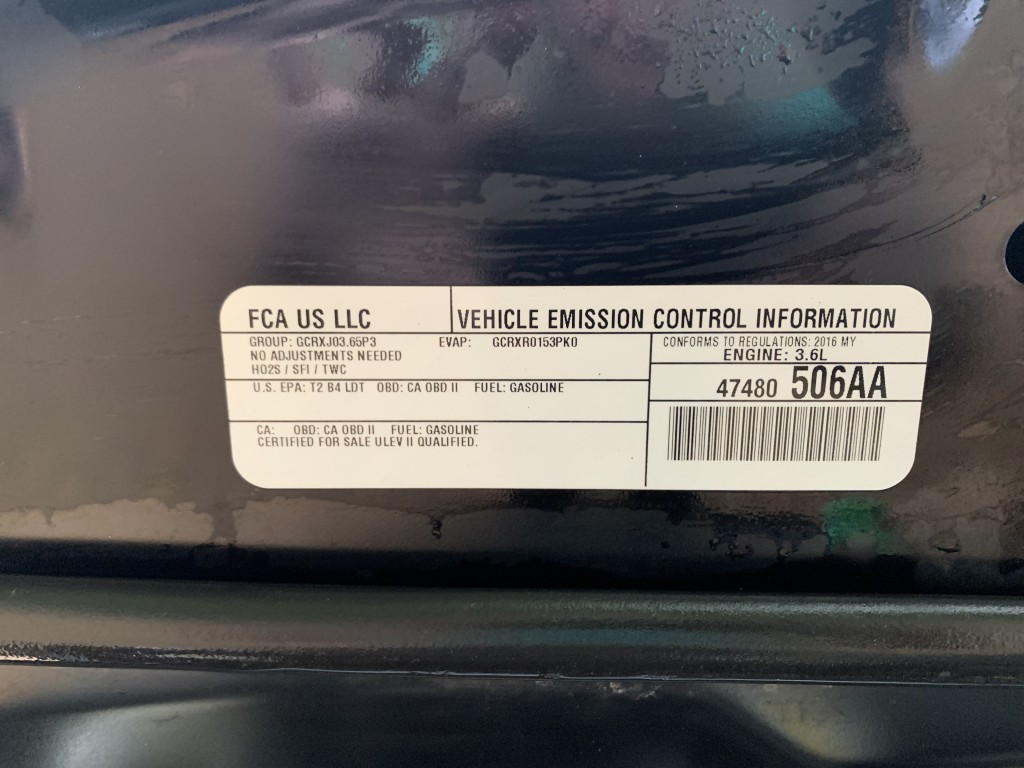 FCA US LLC
VEHICLE EMISSION CONTROL INFORMATION
GROUP: GCRXJ03.65P3 EVAP: GCRXR0153PK0
NO ADJUSTMENTS NEEDED
HO2S / SFI / TWC
U.S. EPA: T2 B4 LDT OBD: CA OBD II FUEL: GASOLINE
CA: OBD: CA OBD II FUEL: GASOLINE
CERTIFIED FOR SALE ULEV II QUALIFIED.
CONFORMS TO REGULATIONS: 2016 MY
ENGINE: 3.6L
47480 506AA